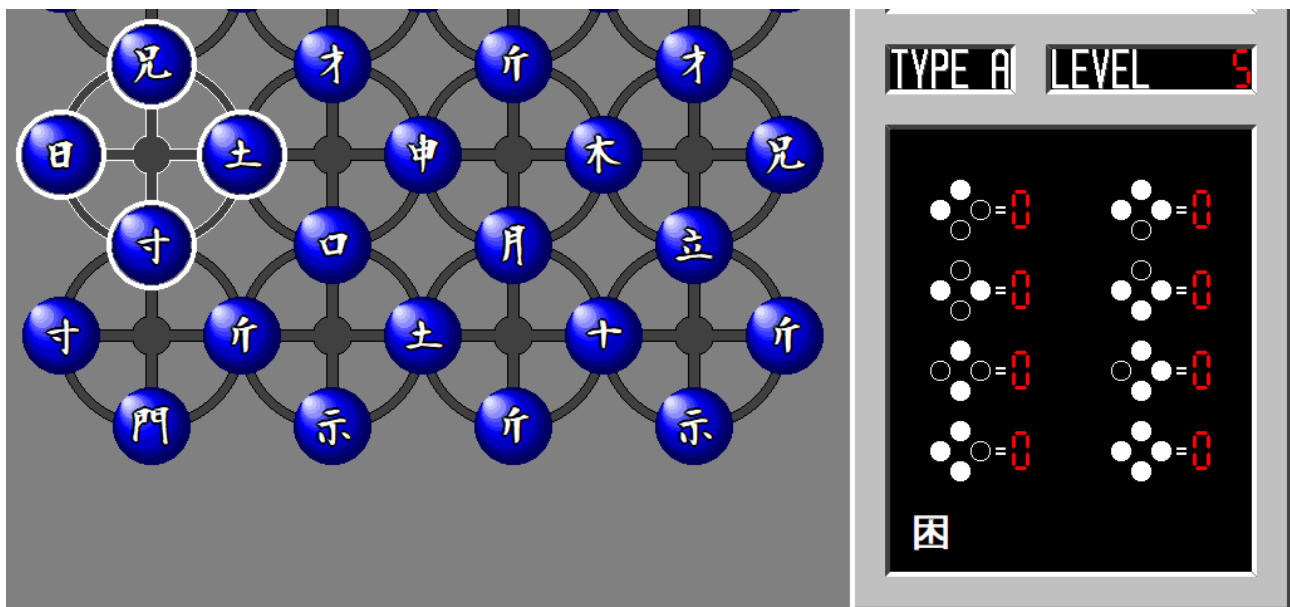 兄 才 斤 才
日 土 申 木 兄
寸 口 月 立
寸 斤 土 十 斤
門 示 斤 示
TYPE A LEVEL 5
=0 =0
=0 =0
=0 =0
=0 =0
困